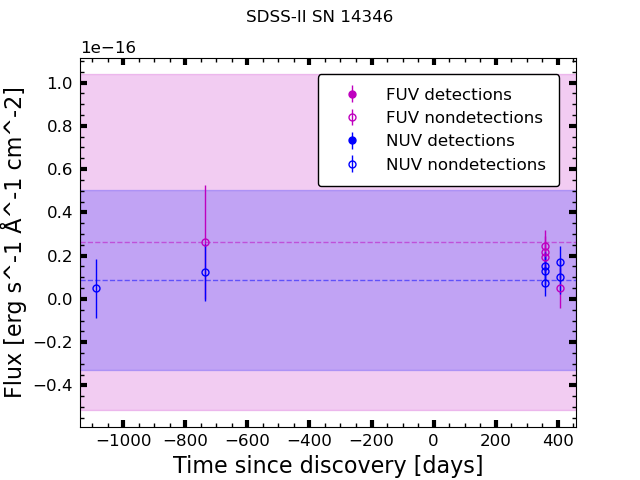 SDSS-II SN 14346
1e−16
1.0
0.8
0.6
0.4
0.2
0.0
−0.2
−0.4
Flux [erg s^-1 Å^-1 cm^-2]
FUV detections
FUV nondetections
NUV detections
NUV nondetections
−1000 −800 −600 −400 −200 0 200 400
Time since discovery [days]